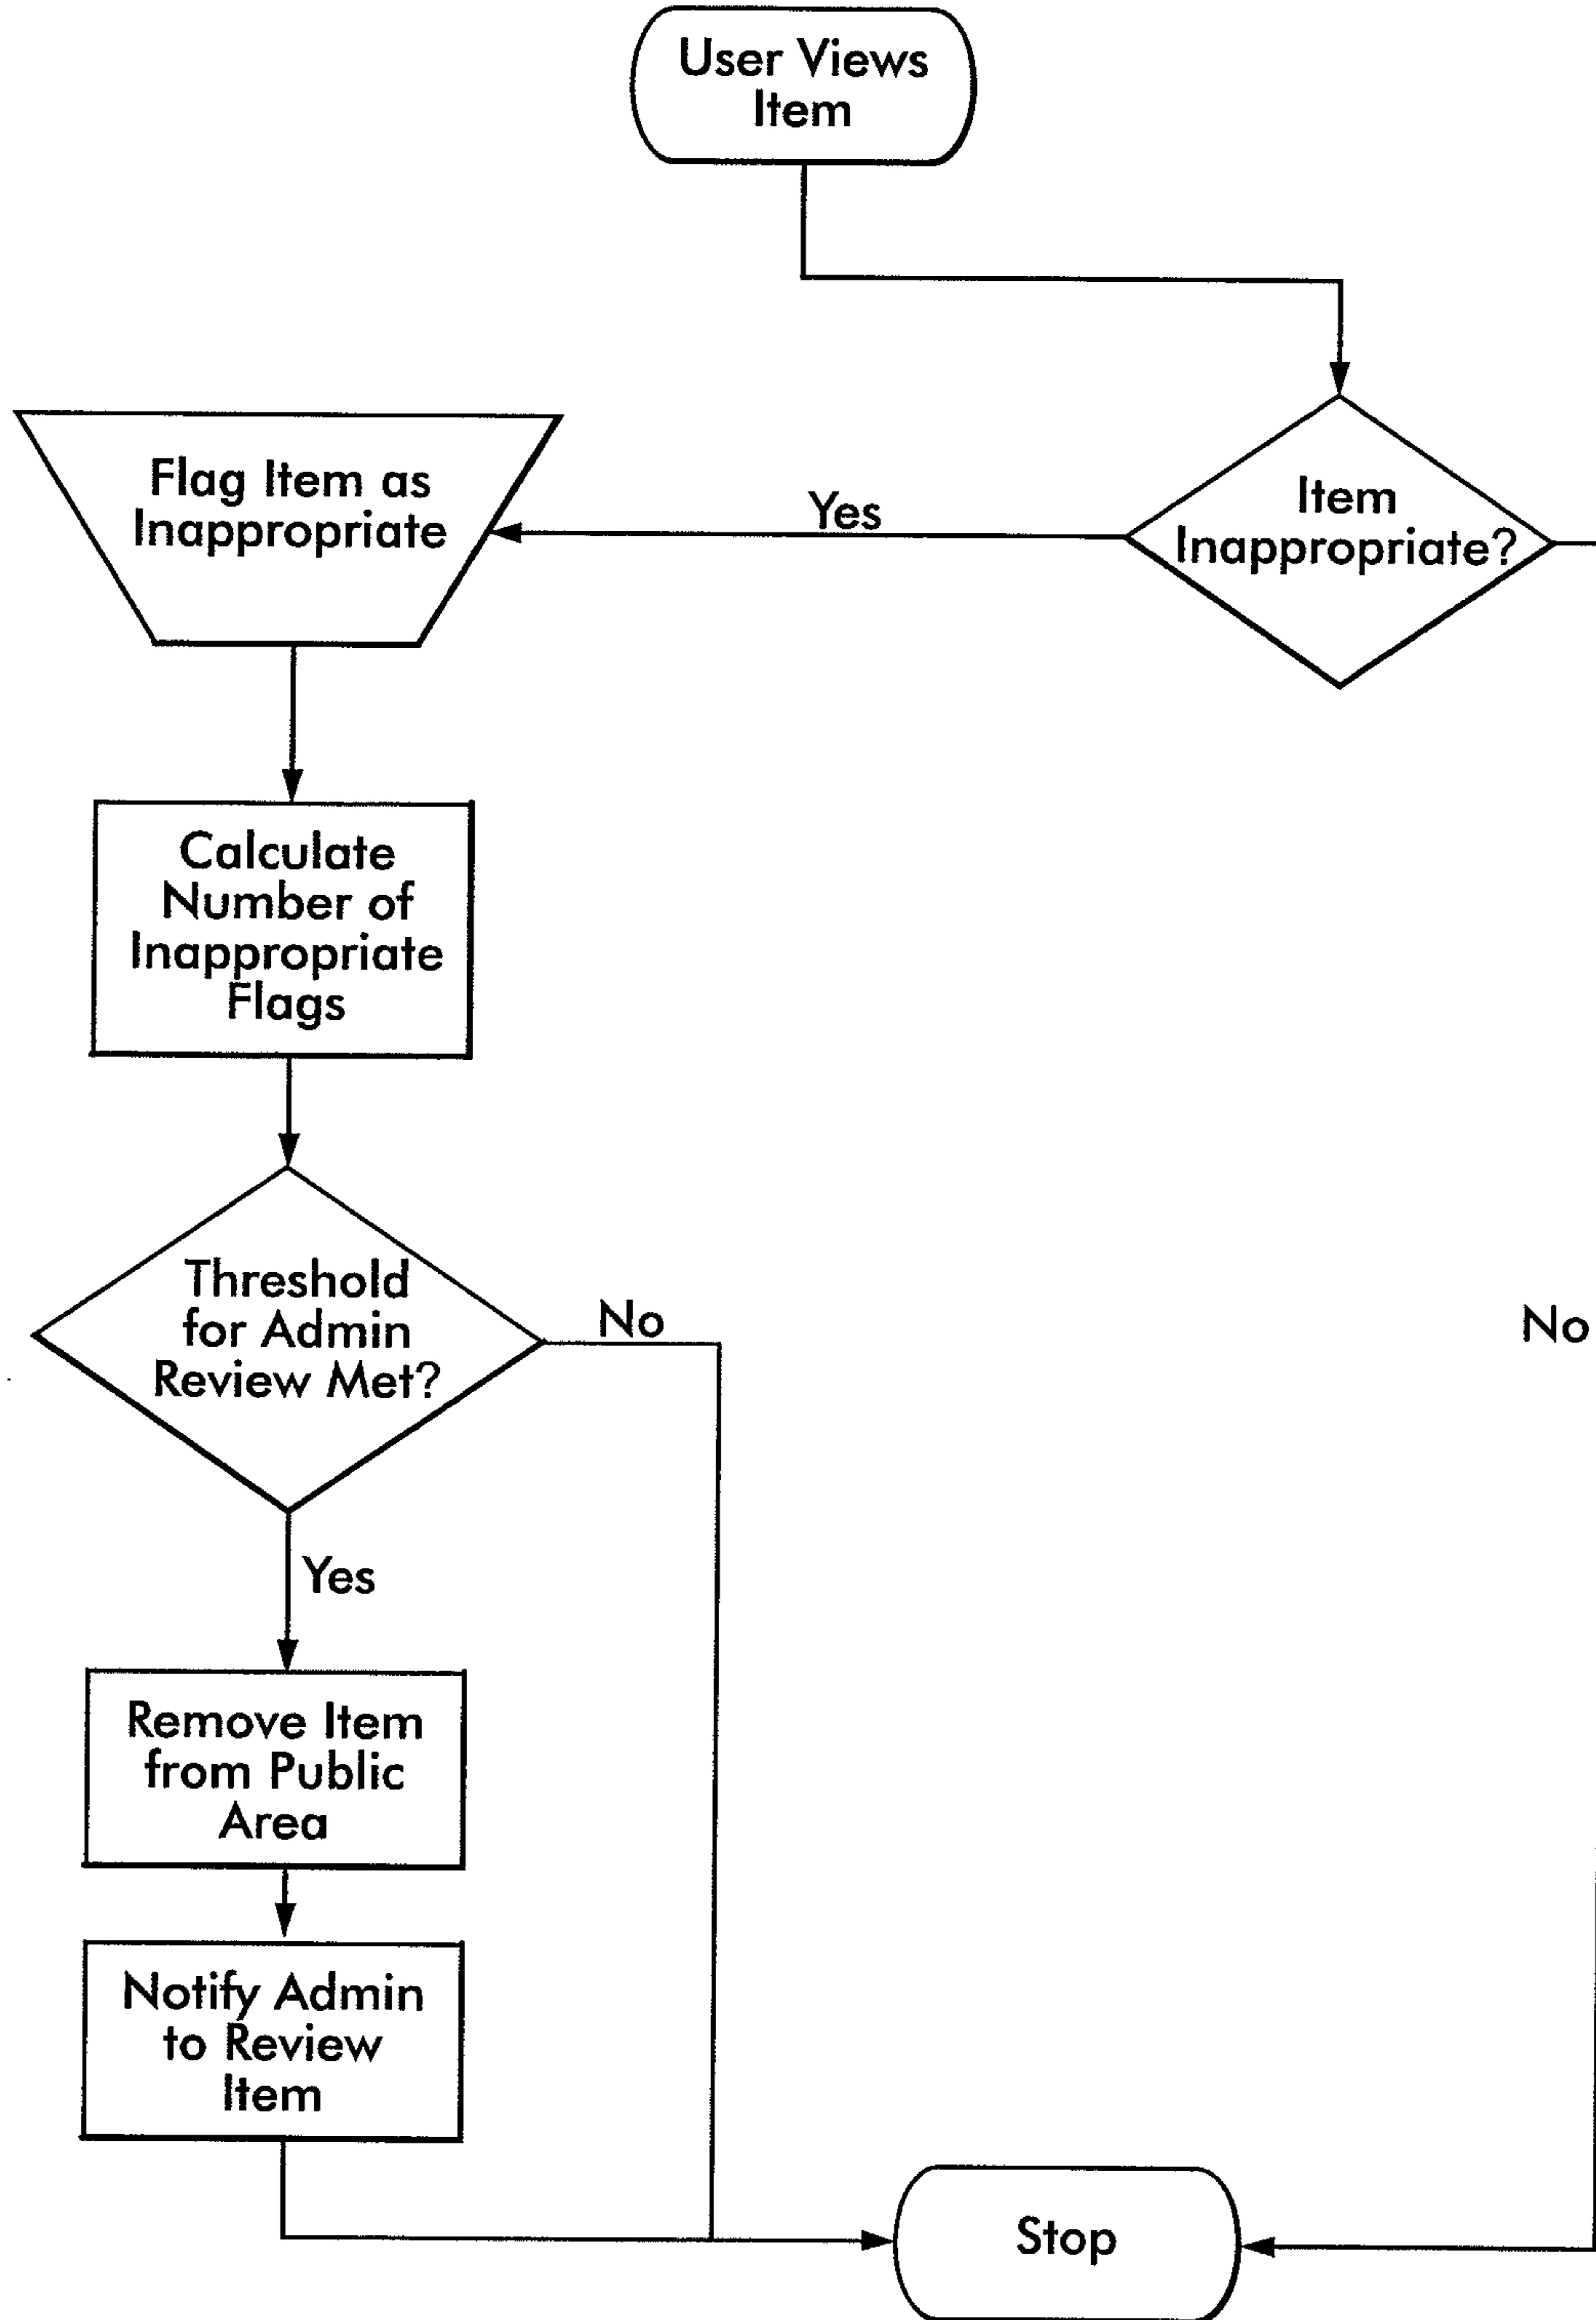 User Views
Item
Flag Item as
Inappropriate
Yes
Item
Inappropriate?
Calculate
Number of
Inappropriate
Flags
Threshold
for Admin
Review Met?
No
No
Yes
Remove Item
from Public
Area
Notify Admin
to Review
Item
Stop